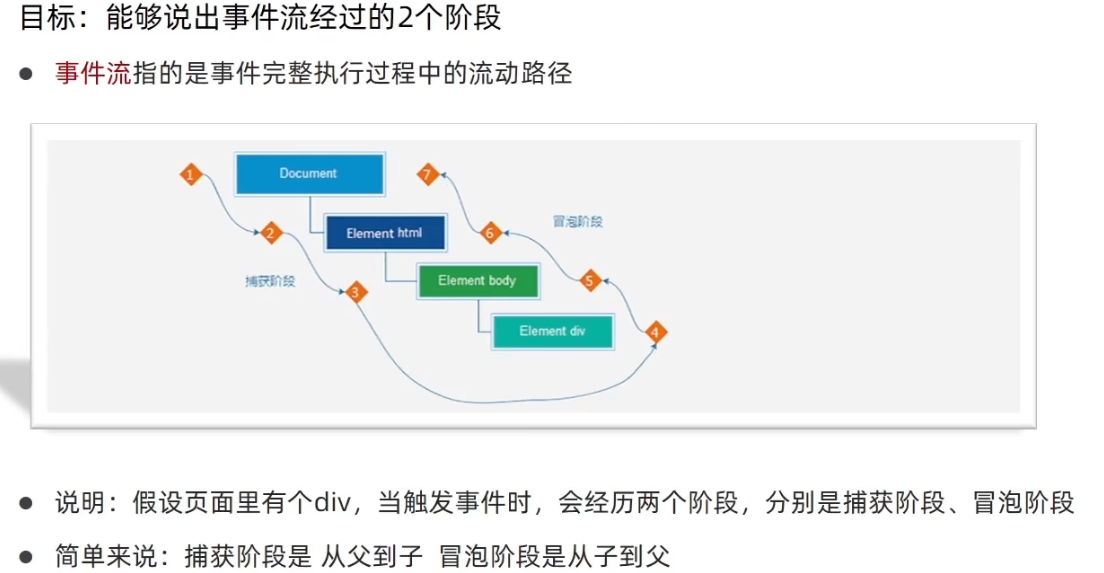 目标：能够说出事件流经过的2个阶段
● 事件流指的是事件完整执行过程中的流动路径
1
Document
7
2
Element html
6
冒泡阶段
捕获阶段
3
Element body
5
Element div
4
● 说明：假设页面里有个div，当触发事件时，会经历两个阶段，分别是捕获阶段、冒泡阶段
● 简单来说：捕获阶段是 从父到子 冒泡阶段是从子到父